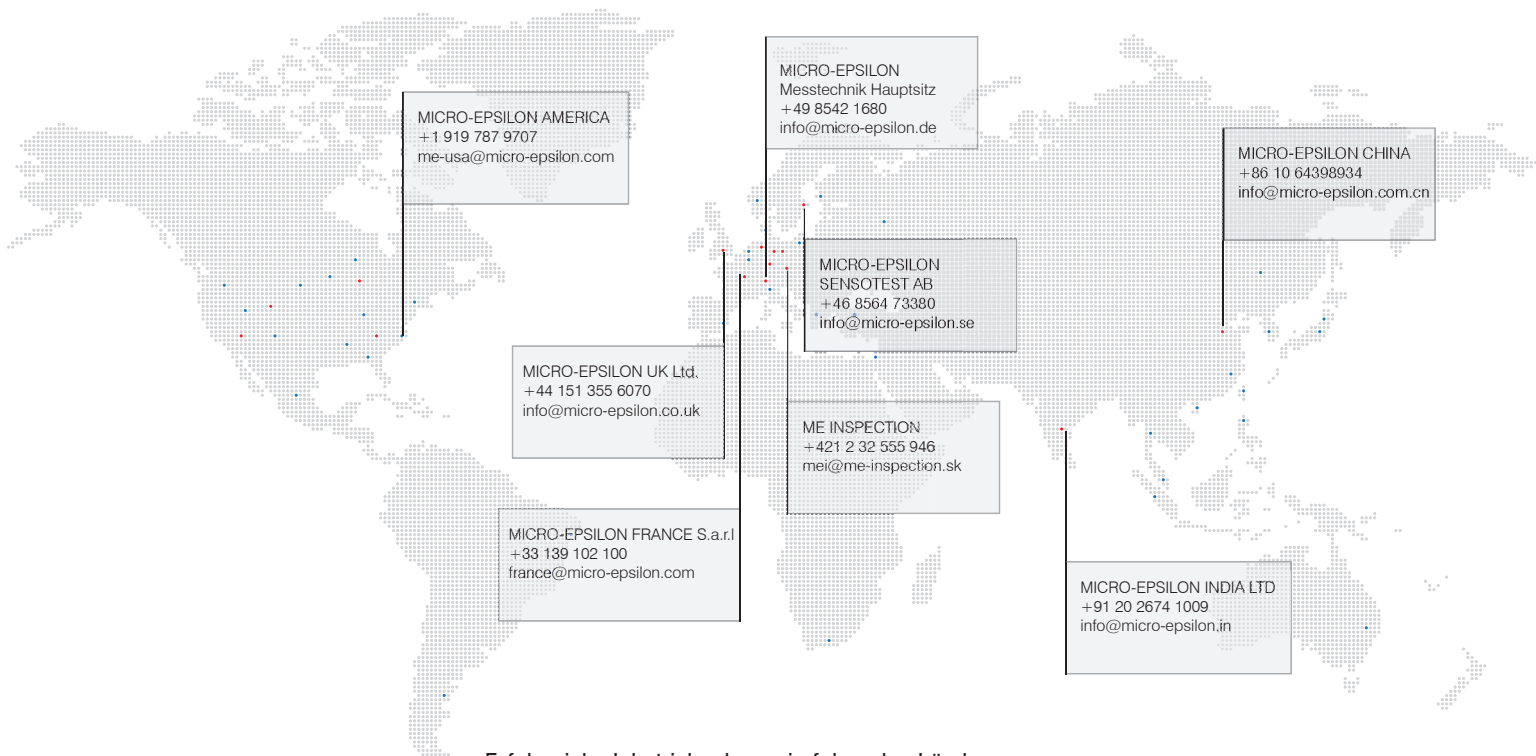 MICRO-EPSILON
Messtechnik Hauptsitz
+49 8542 1680
info@micro-epsilon.de
MICRO-EPSILON AMERICA
+1 919 787 9707
me-usa@micro-epsilon.com
MICRO-EPSILON CHINA
+86 10 64398934
info@micro-epsilon.com.cn
MICRO-EPSILON
SENSOTEST AB
+46 8564 73380
info@micro-epsilon.se
MICRO-EPSILON UK Ltd.
+44 151 355 6070
info@micro-epsilon.co.uk
ME INSPECTION
+421 2 32 555 946
mei@me-inspection.sk
MICRO-EPSILON FRANCE S.a.r.l
+33 139 102 100
france@micro-epsilon.com
MICRO-EPSILON INDIA LTD
+91 20 2674 1009
info@micro-epsilon.in